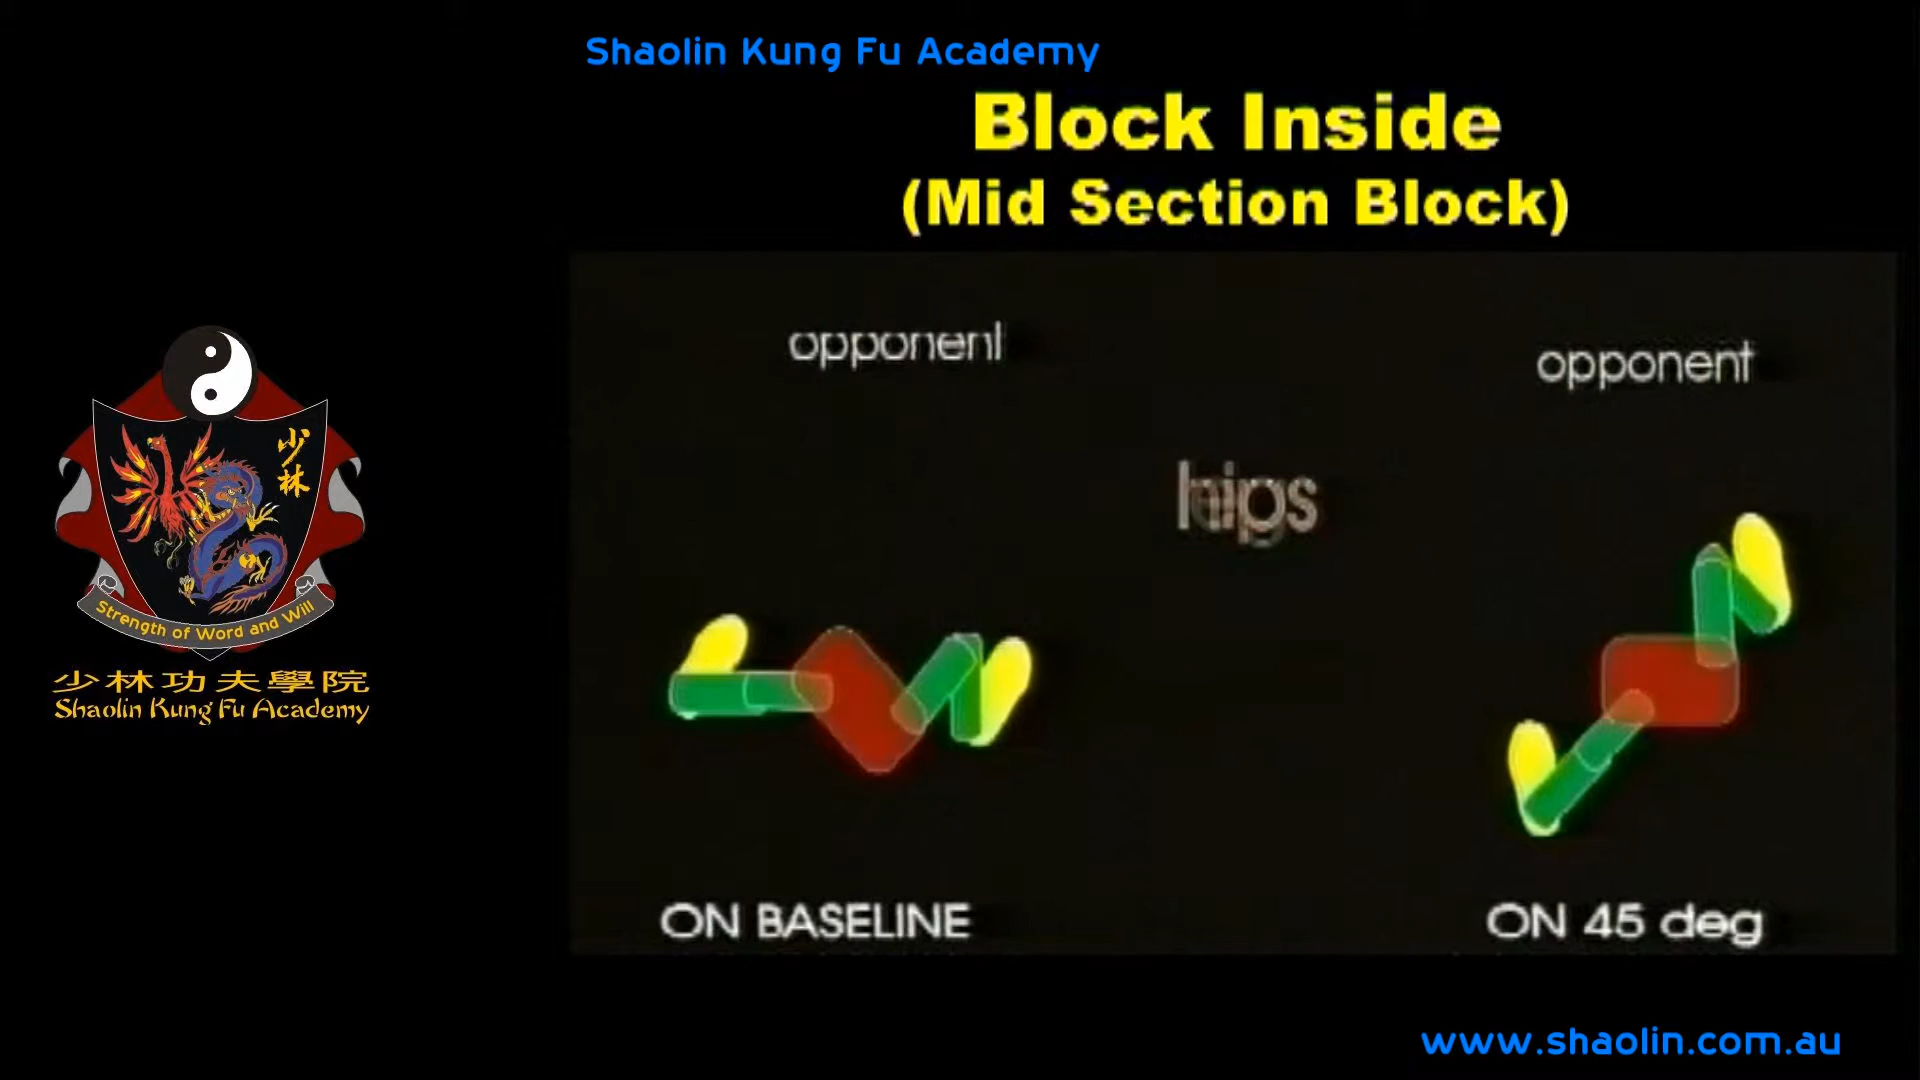 Shaolin Kung Fu Academy
Block Inside
(Mid Section Block)
opponent
opponent
hips
少林
Strength of Word and Will
少林功夫學院
Shaolin Kung Fu Academy
ON BASELINE
ON 45 deg
www.shaolin.com.au